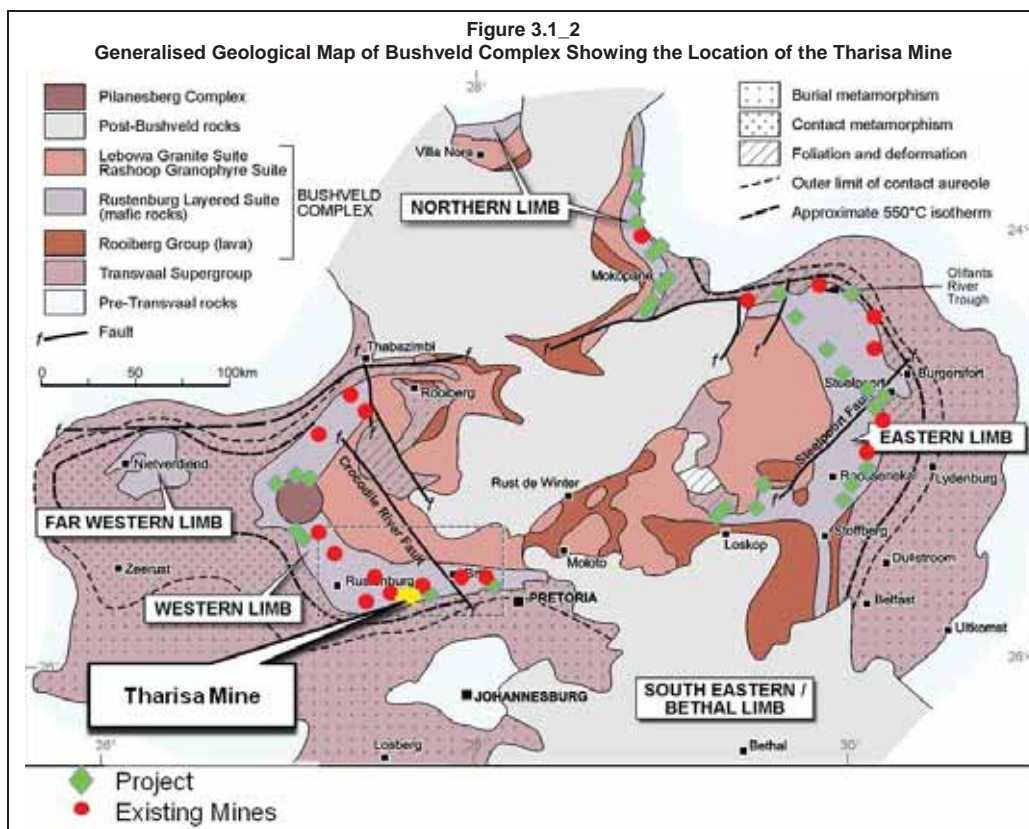 Figure 3.1_2
Generalised Geological Map of Bushveld Complex Showing the Location of the Tharisa Mine
Pilanesberg Complex
Post-Bushveld rocks
Lebowa Granite Suite
Rashoop Granophyre Suite
Rustenburg Layered Suite
(mafic rocks)
Rooiberg Group (lava)
BUSHVELD
COMPLEX
Transvaal Supergroup
Pre-Transvaal rocks
f Fault
0 50 100km
28°
Burial metamorphism
Contact metamorphism
Foliation and deformation
Outer limit of contact aureole
Approximate 550°C isotherm
24°
Villa Nora
NORTHERN LIMB
Mokopane
Olifants
River
Trough
Thabazimbi
f
f
f
f
f
Rooiberg
Steelpoort
Burgersfort
Steelpoort Fault
EASTERN LIMB
Nietverdiend
f
Crocodile River Fault
Rust de Winter
Lydenburg
FAR WESTERN LIMB
f
f
Loskop
Stoffberg
Zeerust
Moloto
Dullstroom
Rustenburg
WESTERN LIMB
f
PRETORIA
Belfast
Uitkomst
26°
Tharisa Mine
JOHANNESBURG
SOUTH EASTERN /
BETHAL LIMB
Losberg
Bethal
26°
30°
Project
Existing Mines